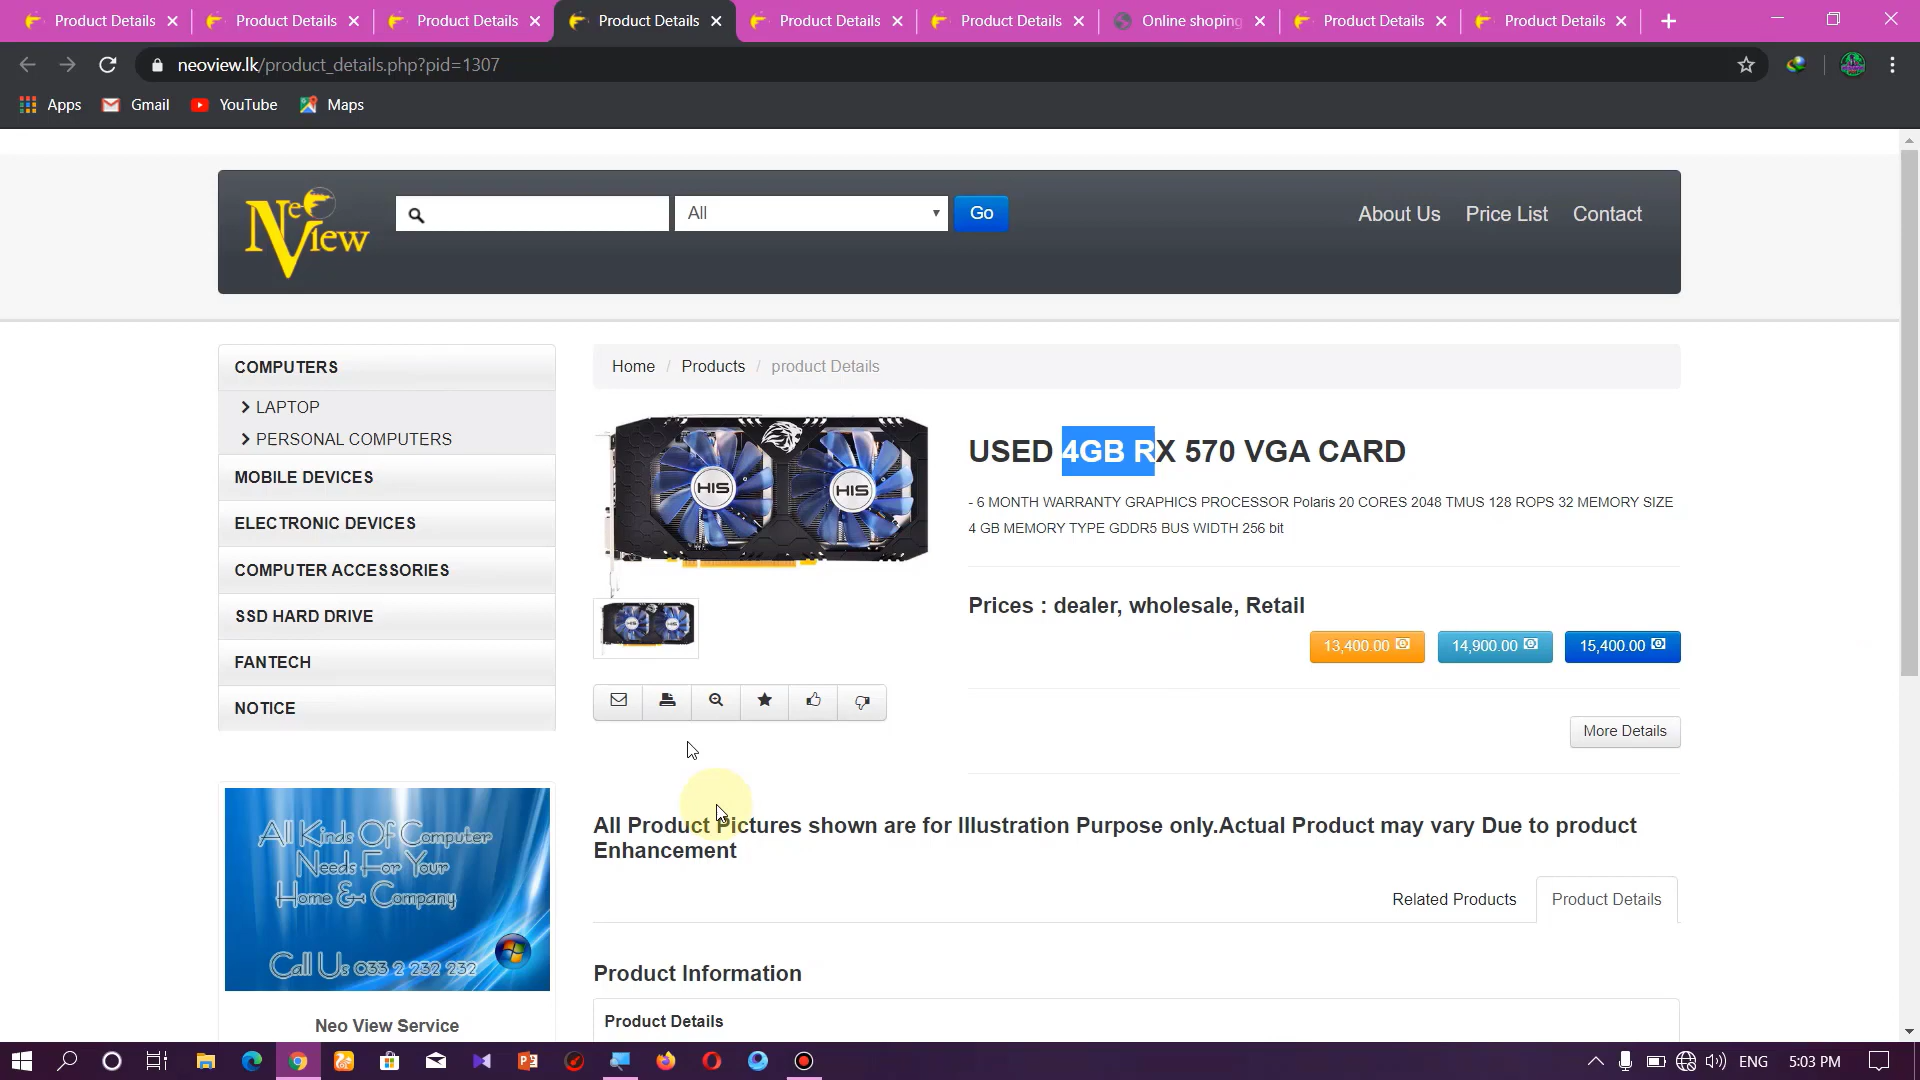 Product Details
Product Details
Product Details
Product Details
Product Details
Product Details
Online shoping
Product Details
Product Details
neoview.lk/product_details.php?pid=1307
Apps
Gmail
YouTube
Maps
Neo View
All
Go
About Us
Price List
Contact
COMPUTERS
LAPTOP
PERSONAL COMPUTERS
MOBILE DEVICES
ELECTRONIC DEVICES
COMPUTER ACCESSORIES
SSD HARD DRIVE
FANTECH
NOTICE
All Kinds Of Computer
Needs For Your
Home & Company
Call Us 033 2 232 232
Neo View Service
Home / Products / product Details
HIS HIS
HIS HIS
USED 4GB RX 570 VGA CARD
- 6 MONTH WARRANTY GRAPHICS PROCESSOR Polaris 20 CORES 2048 TMUS 128 ROPS 32 MEMORY SIZE
4 GB MEMORY TYPE GDDR5 BUS WIDTH 256 bit
Prices : dealer, wholesale, Retail
13,400.00
14,900.00
15,400.00
More Details
All Product Pictures shown are for Illustration Purpose only.Actual Product may vary Due to product
Enhancement
Related Products
Product Details
Product Information
Product Details
ENG
5:03 PM